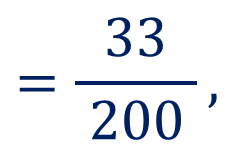 = 33/200,